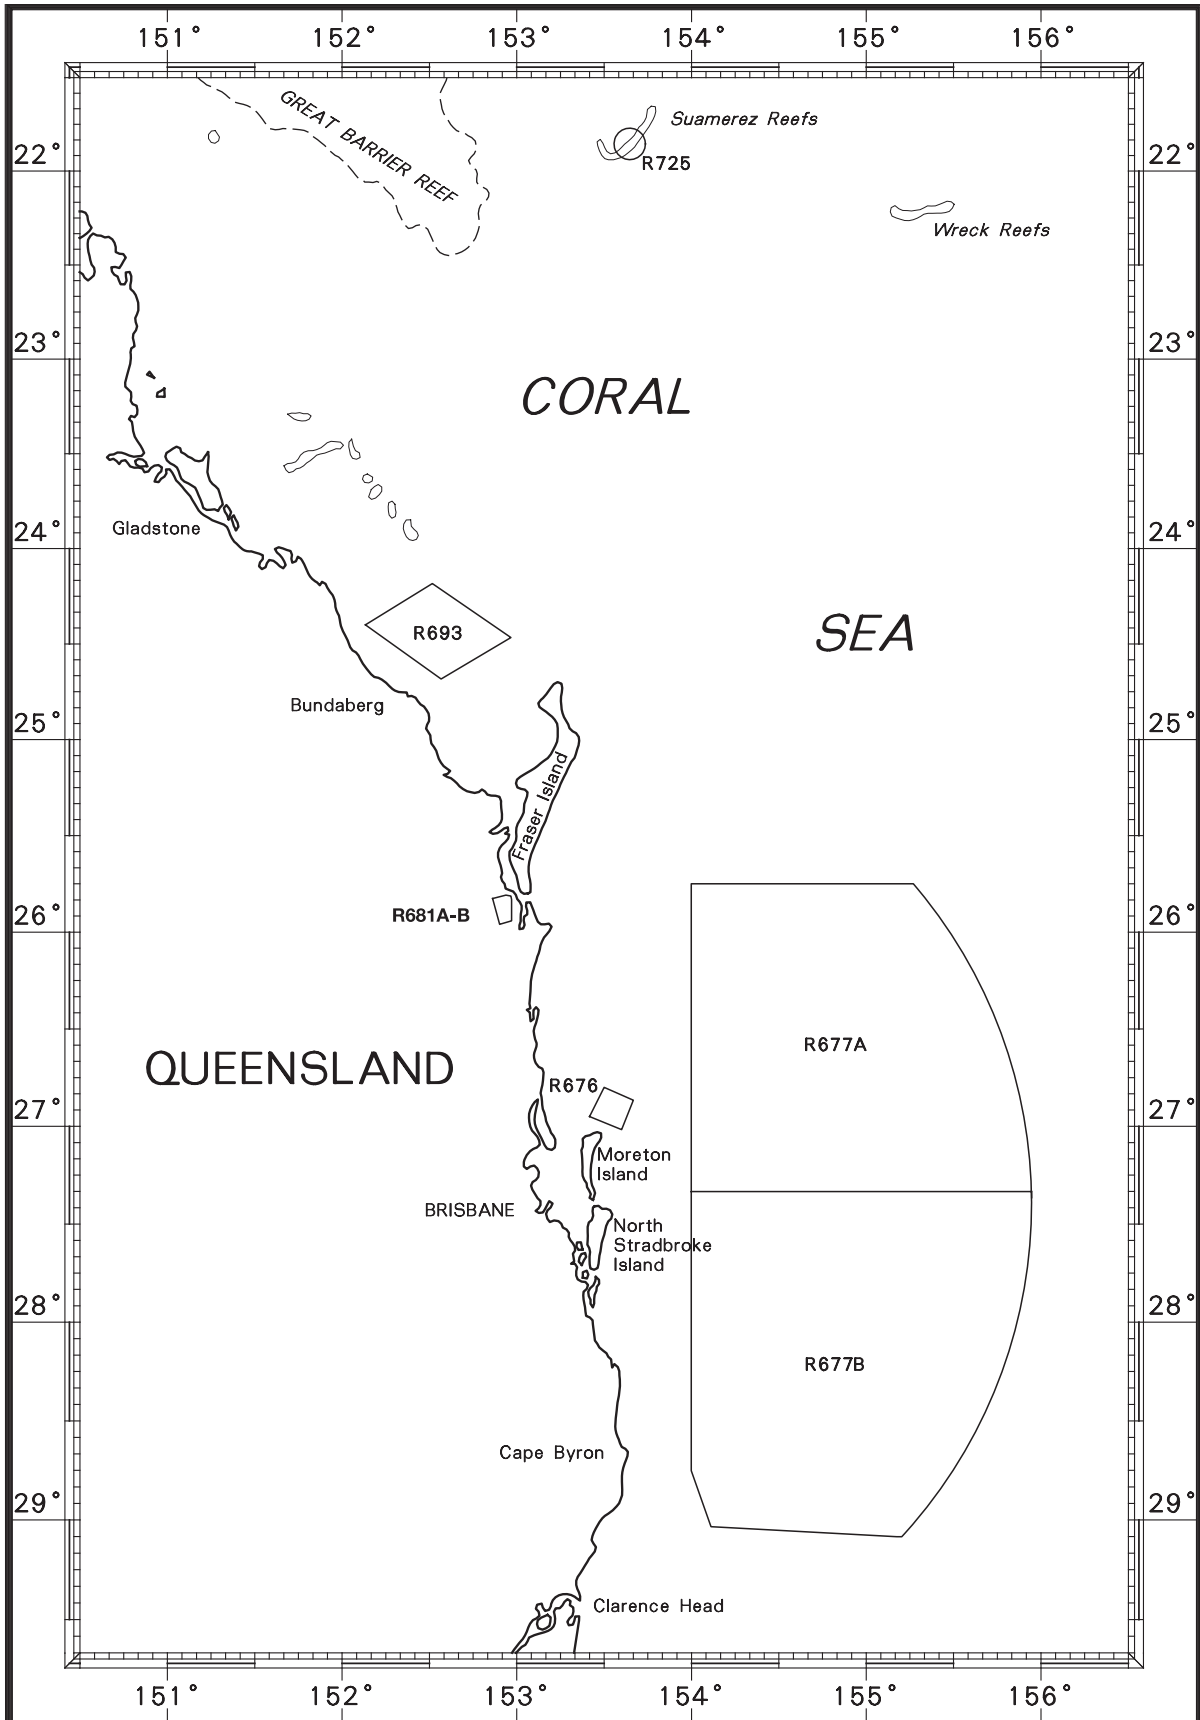 151° 152° 153° 154° 155° 156°
GREAT BARRIER REEF
Suamerez Reefs
R725
22° 22°
Wreck Reefs
23° 23°
CORAL
Gladstone
24° 24°
R693
SEA
Bundaberg
25° 25°
Fraser Island
R681A-B
26° 26°
R677A
QUEENSLAND
R676
27° 27°
Moreton
Island
BRISBANE
North
Stradbroke
Island
28° 28°
R677B
Cape Byron
29° 29°
Clarence Head
151° 152° 153° 154° 155° 156°